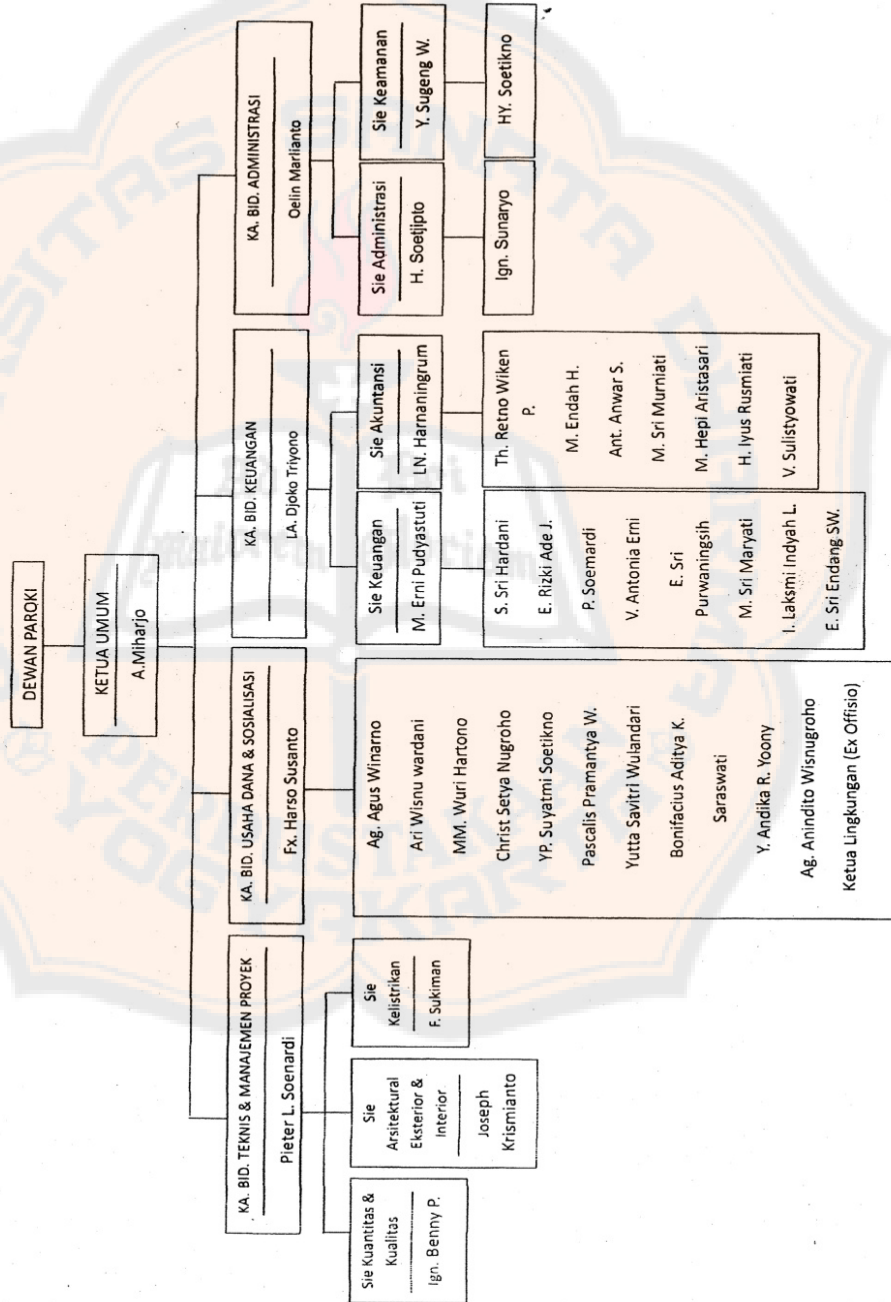 DEWAN PAROKI
KETUA UMUM
A.Miharjo
KA. BID. TEKNIS & MANAJEMEN PROYEK
Pieter L. Soenardi
Sie Kuantitas &
Kualitas
Ign. Benny P.
Sie
Arsitektural
Eksterior &
Interior
Joseph
Krismianto
Sie
Kelistrikan
F. Sukiman
KA. BID. USAHA DANA & SOSIALISASI
Fx. Harso Susanto
Ag. Agus Winarno
Ari Wisnu wardani
MM. Wuri Hartono
Christ Setya Nugroho
YP. Suyatmi Soetikno
Pascalis Pramantya W.
Yutta Savitri Wulandari
Bonifacius Aditya K.
Saraswati
Y. Andika R. Yoony
Ag. Anindito Wisnugroho
Ketua Lingkungan (Ex Offisio)
KA. BID. KEUANGAN
LA. Djoko Triyono
Sie Keuangan
M. Erni Pudyastuti
S. Sri Hardani
E. Rizki Ade J.
P. Soemardi
V. Antonia Erni
E. Sri
Purwaningsih
M. Sri Maryati
I. Laksmi Indyah L.
E. Sri Endang SW.
Sie Akuntansi
LN. Harnaningrum
Th. Retno Wiken
P.
M. Endah H.
Ant. Anwar S.
M. Sri Murniati
M. Hepi Aristasari
H. Iyus Rusmiati
V. Sulistyowati
KA. BID. ADMINISTRASI
Oelin Marlianto
Sie Administrasi
H. Soetjipto
Ign. Sunaryo
Sie Keamanan
Y. Sugeng W.
HY. Soetikno
SANATA DHARMA
PERPUSTAKAAN
YOGYAKARTA